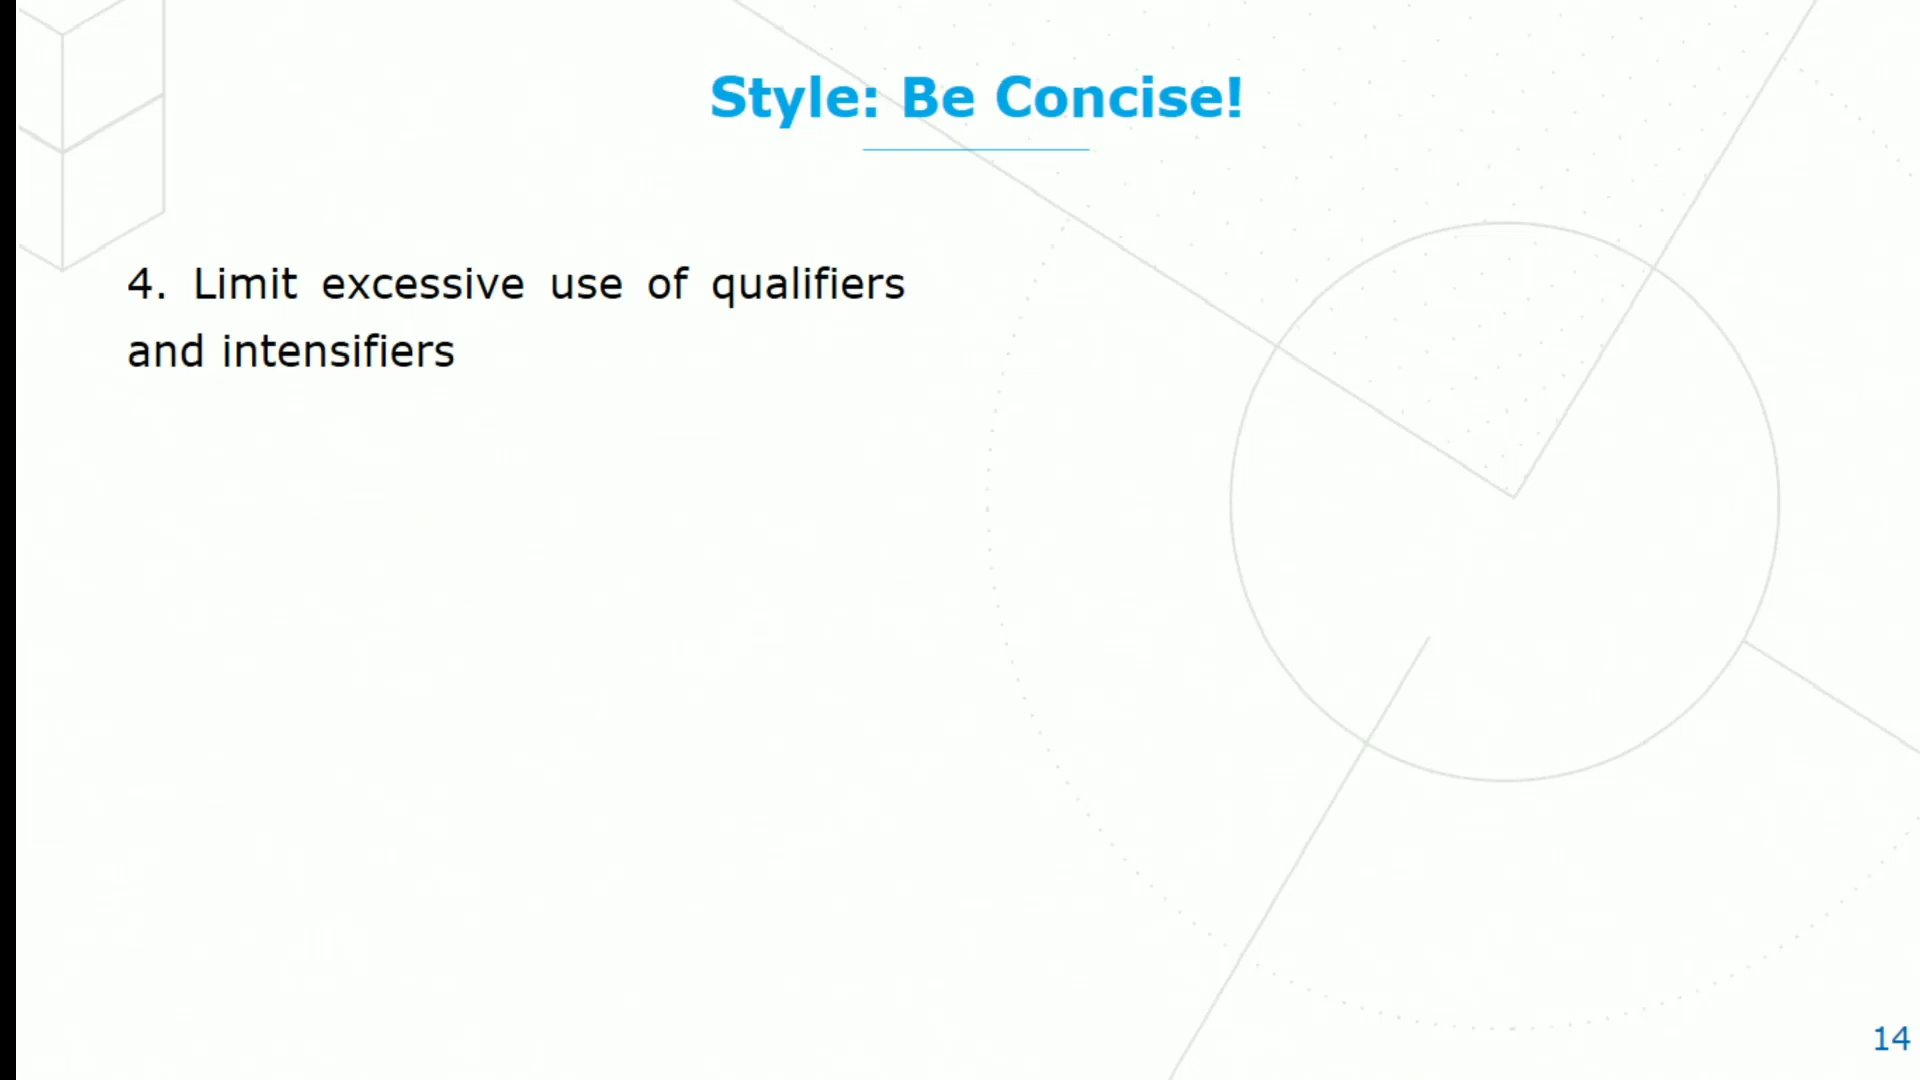 Style: Be Concise!
4. Limit excessive use of qualifiers
and intensifiers
14